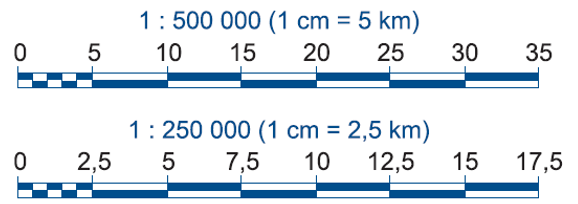 1 : 500 000 (1 cm = 5 km)
0 5 10 15 20 25 30 35
1 : 250 000 (1 cm = 2,5 km)
0 2,5 5 7,5 10 12,5 15 17,5